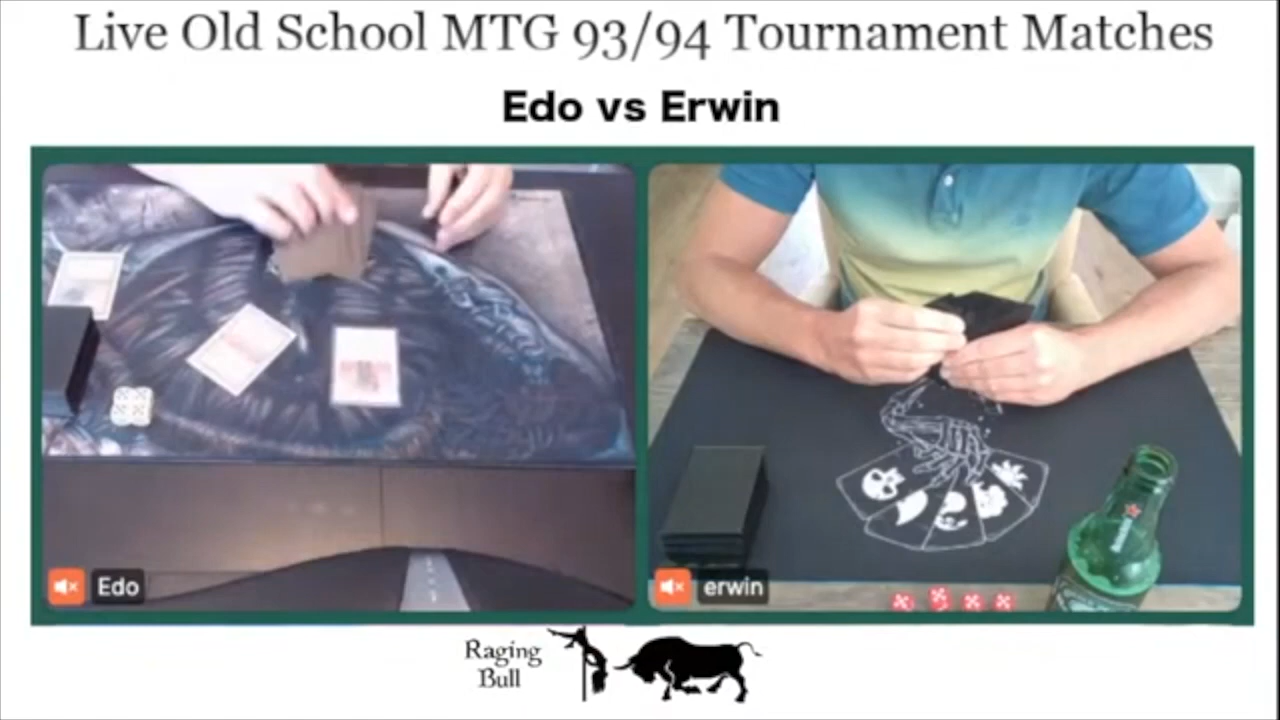 Live Old School MTG 93/94 Tournament Matches
Edo vs Erwin
Edo
erwin
Raging
Bull